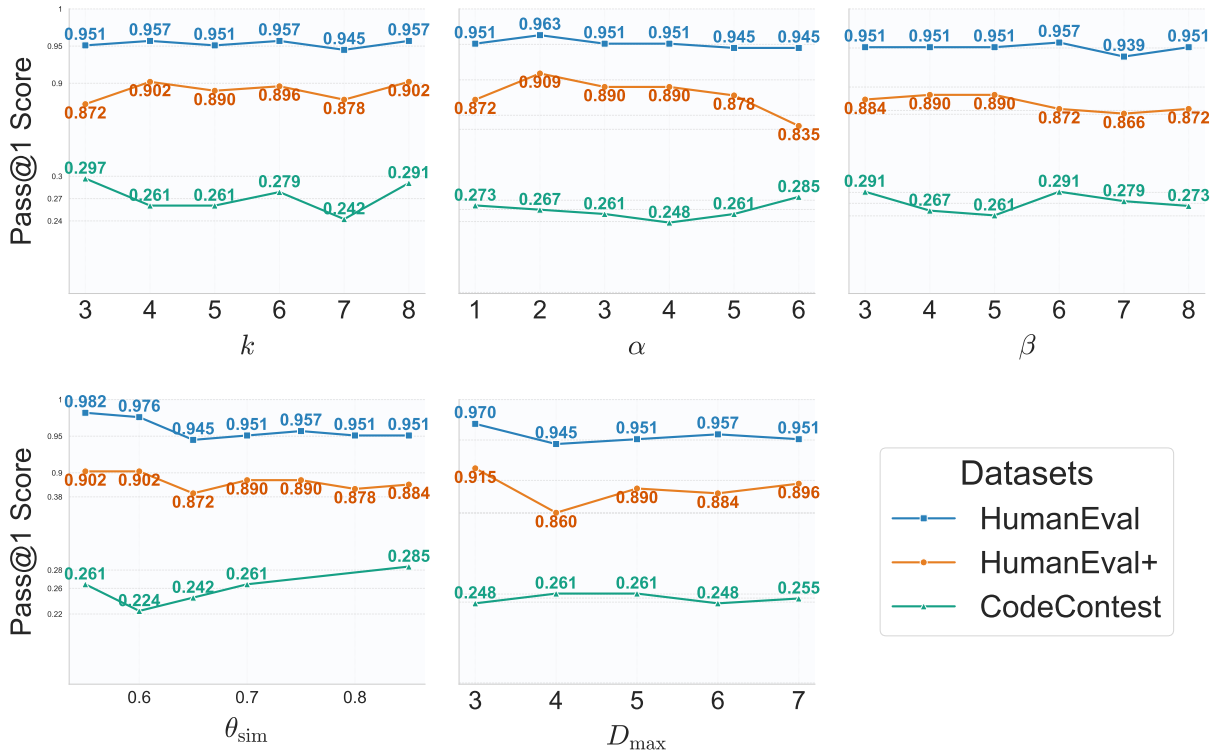 Pass@1 Score
1
0.95
0.9
0.3
0.27
0.24
0.951 0.957 0.951 0.957 0.945 0.957
0.872 0.902 0.890 0.896 0.878 0.902
0.297 0.261 0.261 0.279 0.242 0.291
3 4 5 6 7 8
k
0.951 0.963 0.951 0.951 0.945 0.945
0.872 0.909 0.890 0.890 0.878 0.835
0.273 0.267 0.261 0.248 0.261 0.285
1 2 3 4 5 6
α
0.951 0.951 0.951 0.957 0.939 0.951
0.884 0.890 0.890 0.872 0.866 0.872
0.291 0.267 0.261 0.291 0.279 0.273
3 4 5 6 7 8
β
Pass@1 Score
1
0.95
0.9
0.38
0.28
0.26
0.22
0.982 0.976 0.945 0.951 0.957 0.951 0.951
0.902 0.902 0.872 0.890 0.890 0.878 0.884
0.261 0.224 0.242 0.261 0.285
0.6 0.7 0.8
θsim
0.970 0.945 0.951 0.957 0.951
0.915 0.860 0.890 0.884 0.896
0.248 0.261 0.261 0.248 0.255
3 4 5 6 7
Dmax
Datasets
HumanEval
HumanEval+
CodeContest